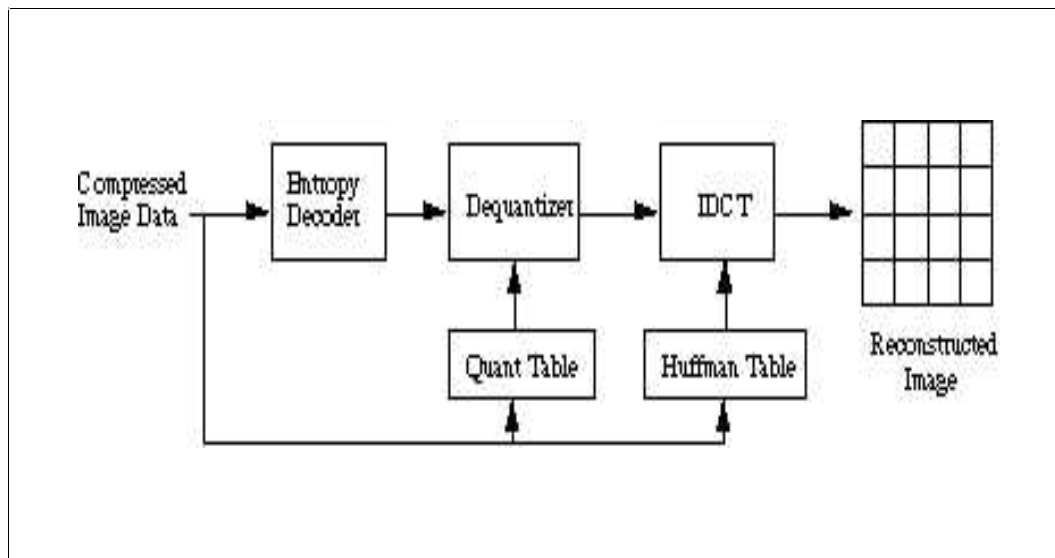 Compressed
Image Data
Entropy
Decoder
Dequantizer
IDCT
Quant Table
Huffman Table
Reconstructed
Image